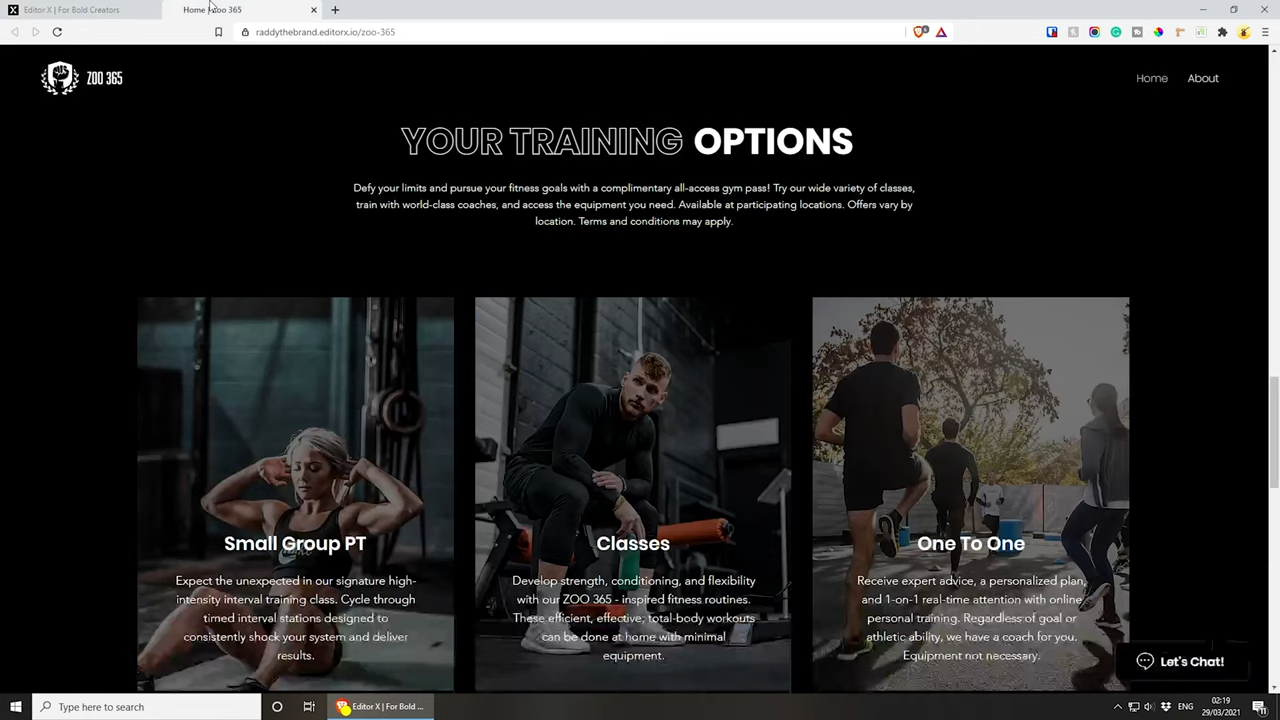 Editor X | For Bold Creators
Home | Zoo 365
raddythebrand.editorx.io/zoo-365
ZOO 365
Home
About
YOUR TRAINING OPTIONS
Defy your limits and pursue your fitness goals with a complimentary all-access gym pass! Try our wide variety of classes,
train with world-class coaches, and access the equipment you need. Available at participating locations. Offers vary by
location. Terms and conditions may apply.
Small Group PT
Expect the unexpected in our signature high-
intensity interval training class. Cycle through
timed interval stations designed to
consistently shock your system and deliver
results.
Classes
Develop strength, conditioning, and flexibility
with our ZOO 365 - inspired fitness routines.
These efficient, effective; total-body workouts
can be done at home with minimal
equipment.
One To One
Receive expert advice, a personalized plan,
and 1-on-1 real-time attention with online
personal training. Regardless of goal or
athletic ability, we have a coach for you.
Equipment not necessary.
Let's Chat!
Type here to search
Editor X | For Bold ...
ENG
02:19
29/03/2021